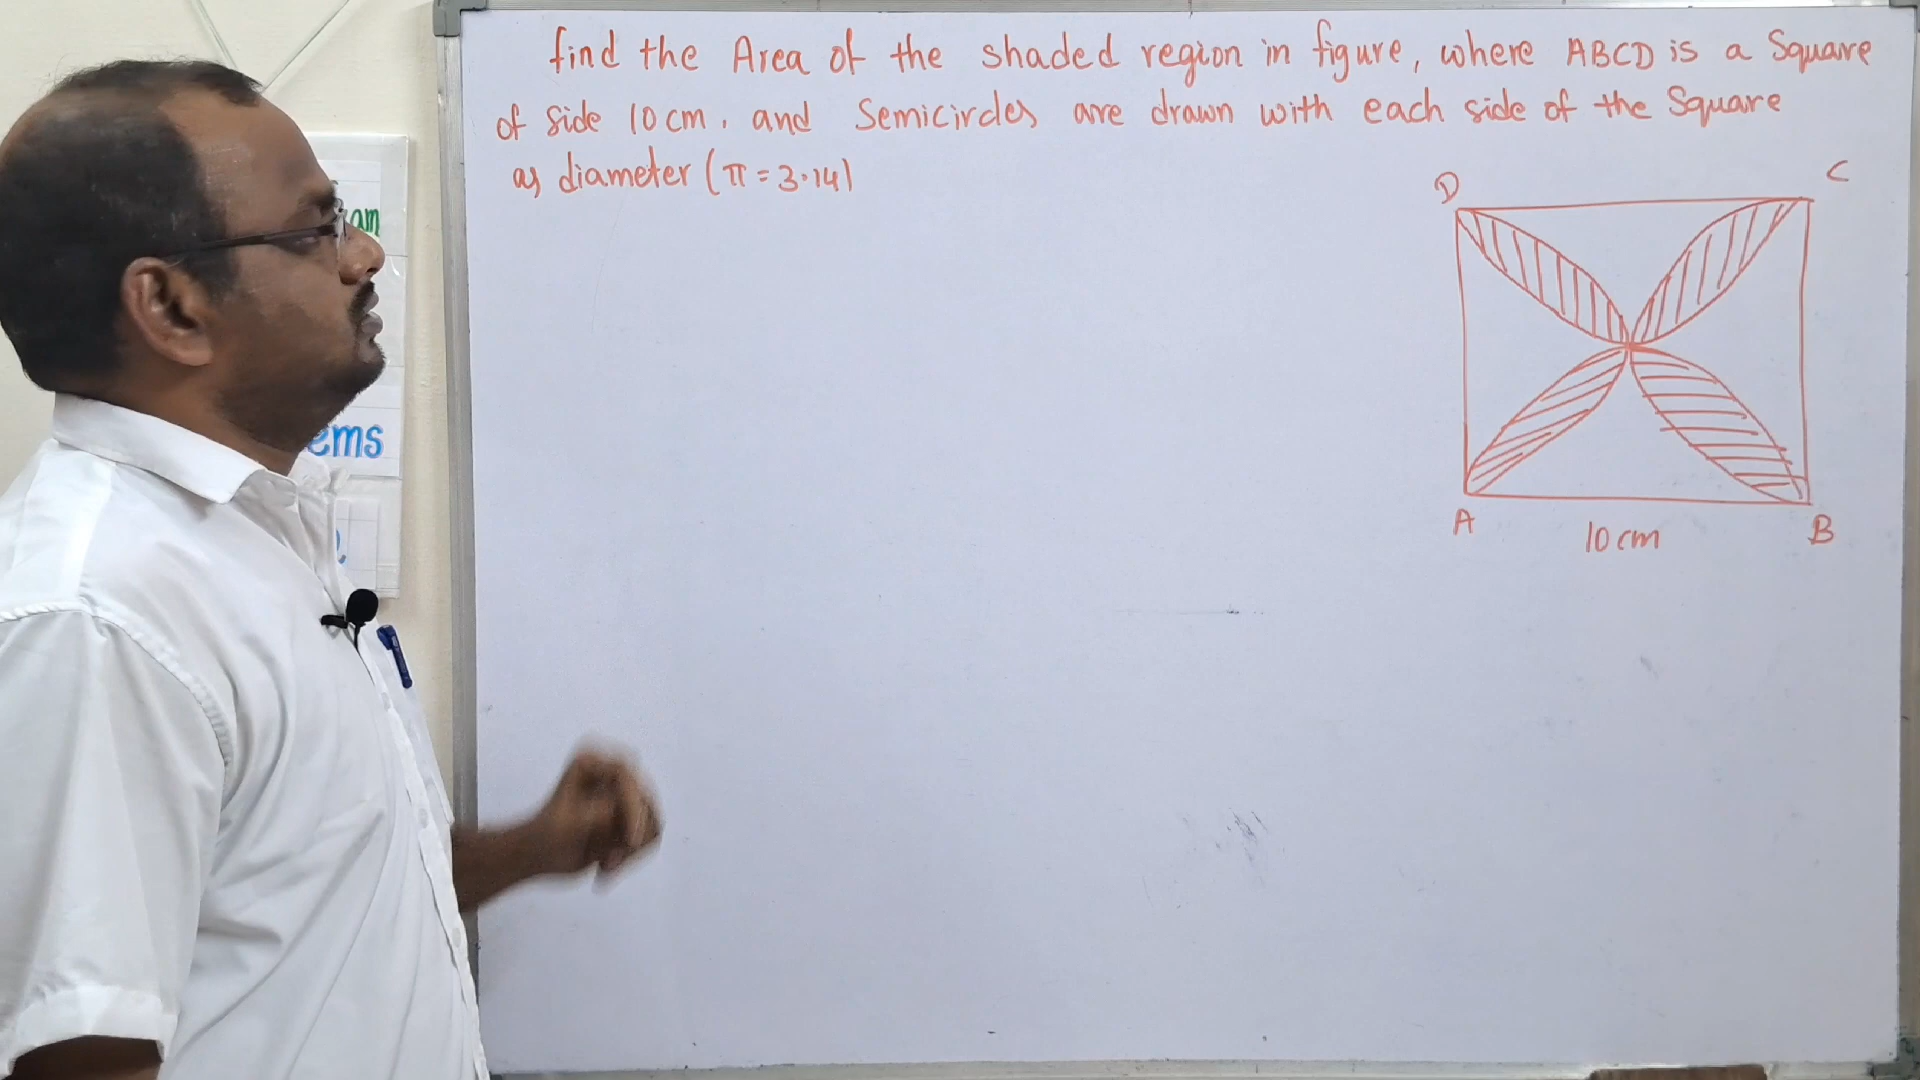 find the Area of the shaded region in figure, where ABCD is a Square
of side 10 cm. and Semicircles are drawn with each side of the Square
as diameter (π = 3.14)
D
C
A
B
10 cm
am
ems